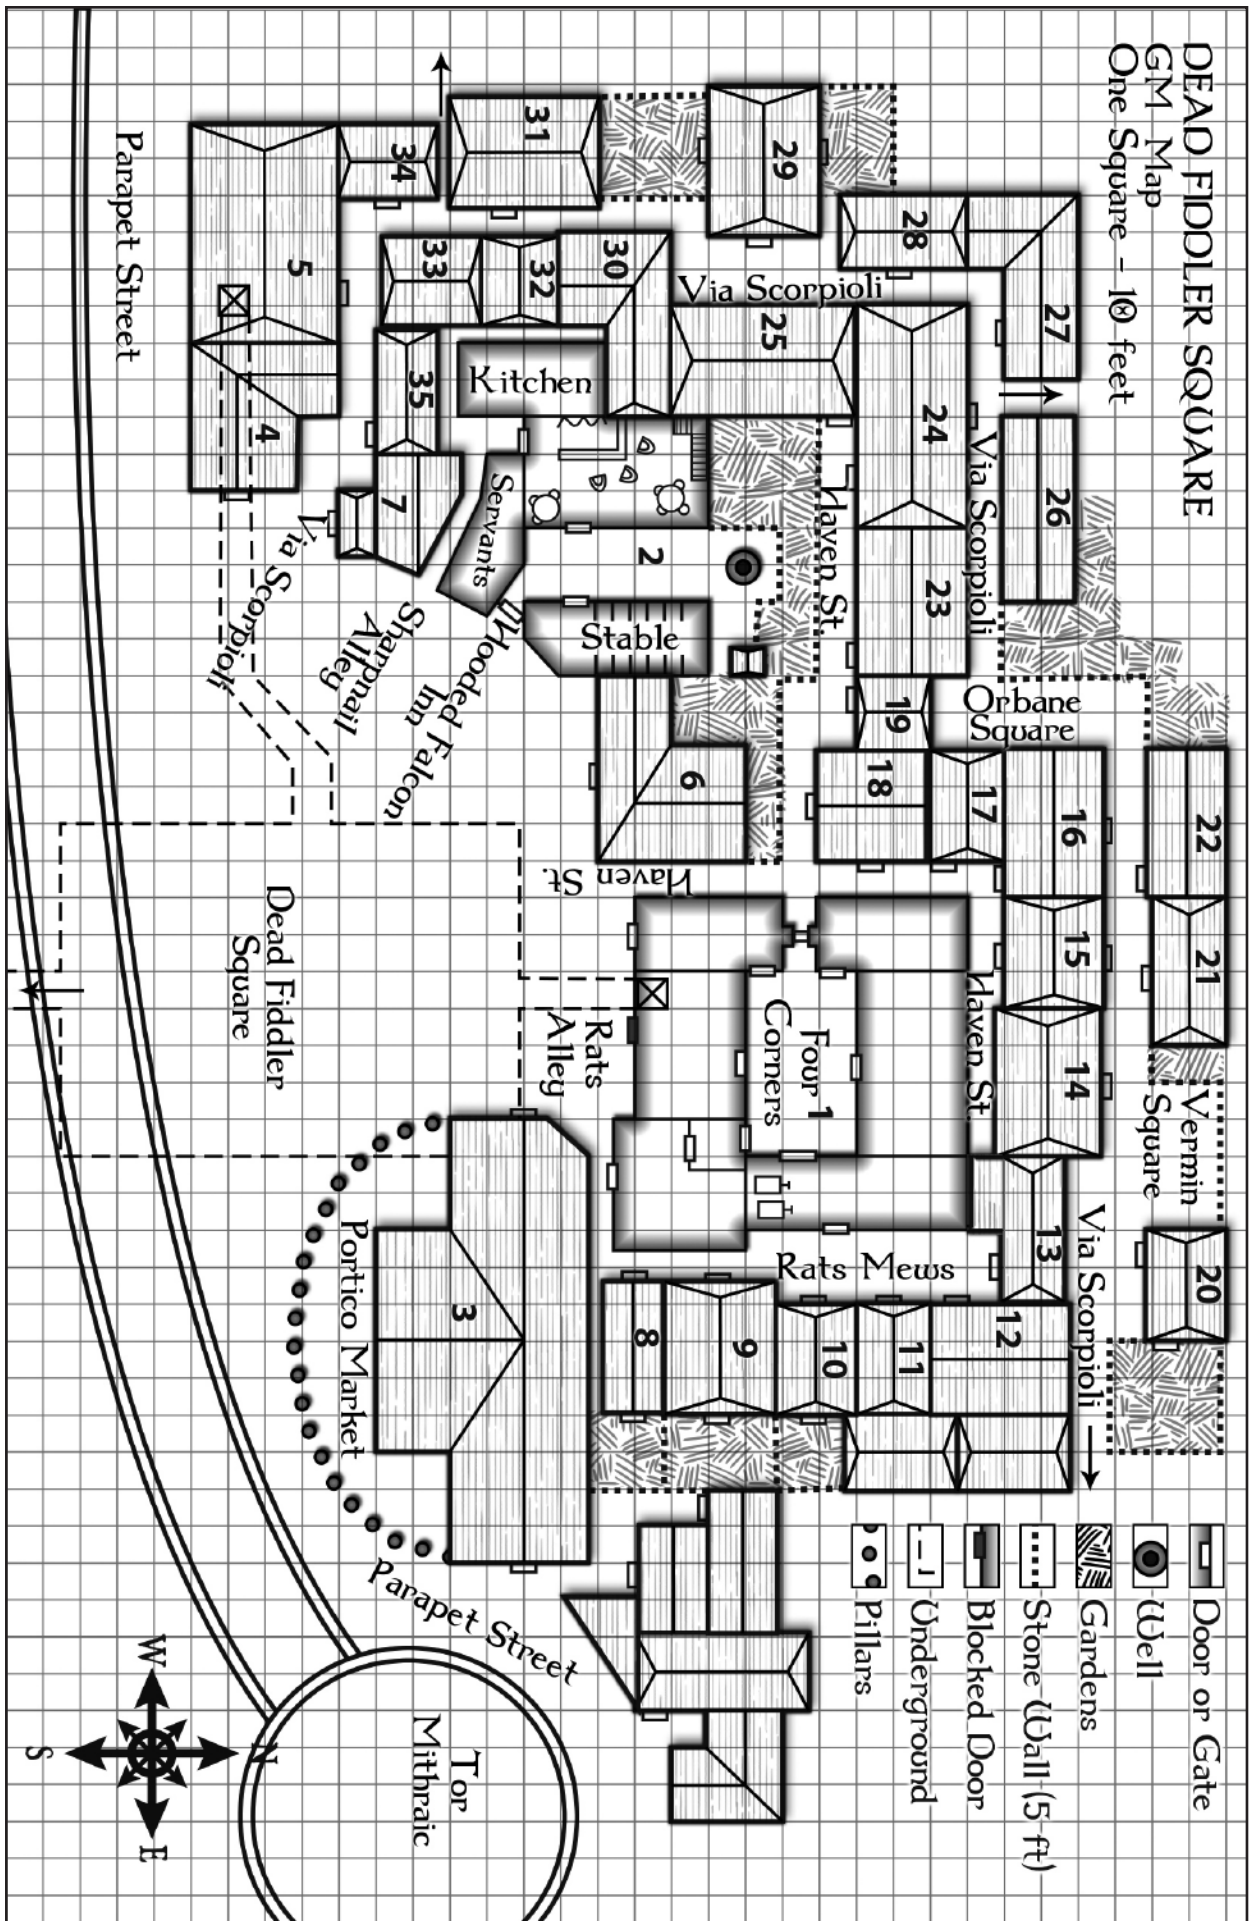 DEAD FIDDLER SQUARE
GM Map
One Square - 10 feet
Door or Gate
Well
Gardens
Stone Wall (5 ft)
Blocked Door
Underground
Pillars
22
21
Vermin
Square
20
27
26
16
15
14
13
Via Scorpioli
12
Via Scorpioli
Orbane
Square
17
28
24
23
19
18
Haven St.
11
29
Via Scorpioli
25
Haven St.
Four 1
Corners
Rats Mews
10
9
8
31
30
32
33
34
2
Stable
6
Haven St.
Kitchen
Servants
35
7
Hooded Falcon
Inn
Sharpnail
Alley
Via Scorpioli
Rats
Alley
3
Portico Market
5
4
Parapet Street
Dead Fiddler
Square
Parapet Street
Tor
Mithraic
N
W
E
S